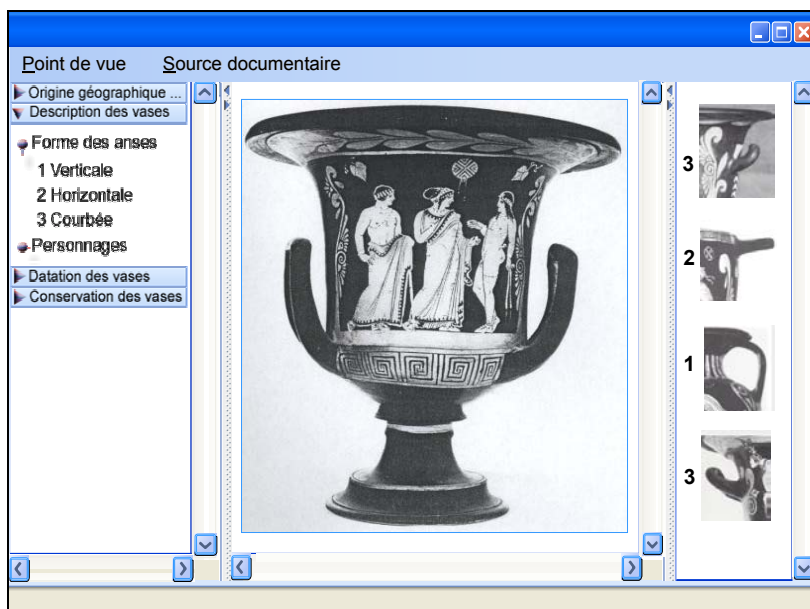 Point de vue Source documentaire
Origine géographique ...
Description des vases
Forme des anses
1 Verticale
2 Horizontale
3 Courbée
Personnages
Datation des vases
Conservation des vases
3
2
1
3